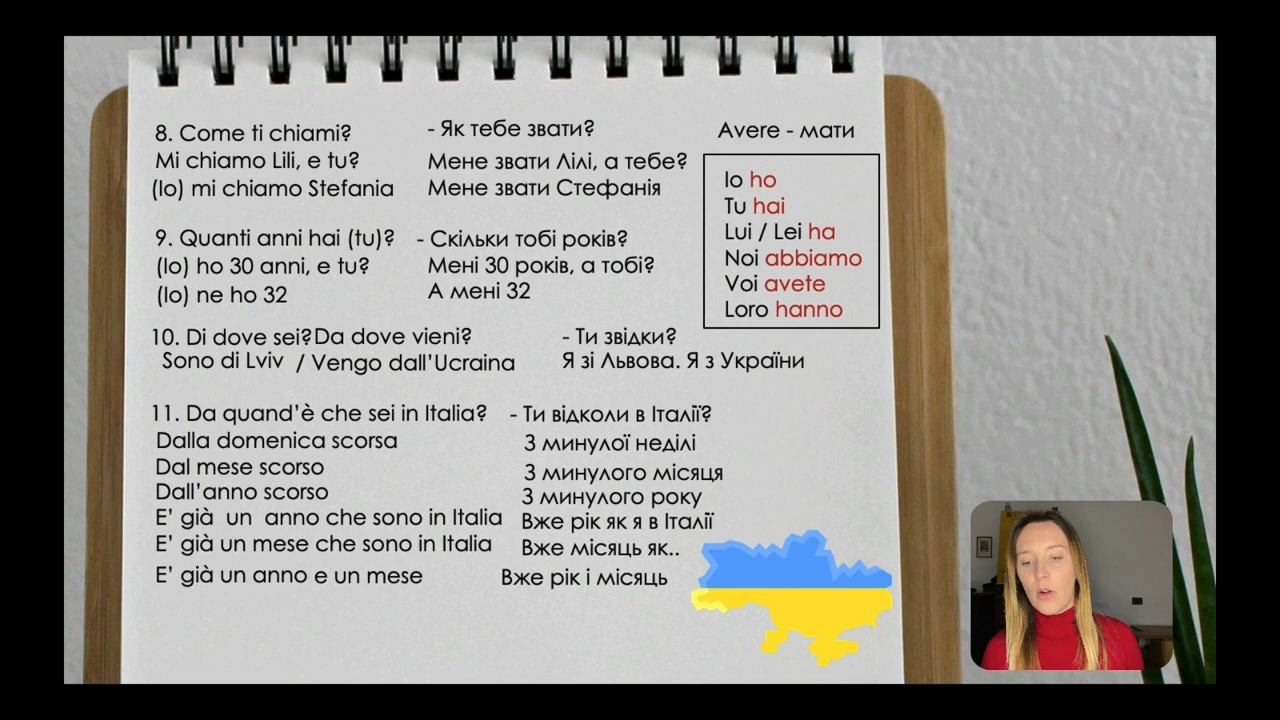 8. Come ti chiami? - Як тебе звати?
Mi chiamo Lili, e tu? Мене звати Лілі, а тебе?
(Io) mi chiamo Stefania Мене звати Стефанія
9. Quanti anni hai (tu)? - Скільки тобі років?
(Io) ho 30 anni, e tu? Мені 30 років, а тобі?
(Io) ne ho 32 А мені 32
10. Di dove sei? Da dove vieni? - Ти звідки?
Sono di Lviv / Vengo dall’Ucraina Я зі Львова. Я з України
11. Da quand’è che sei in Italia? - Ти відколи в Італії?
Dalla domenica scorsa З минулої неділі
Dal mese scorso З минулого місяця
Dall’anno scorso З минулого року
E’ già un anno che sono in Italia Вже рік як я в Італії
E’ già un mese che sono in Italia Вже місяць як..
E’ già un anno e un mese Вже рік і місяць
Avere - мати
Io ho
Tu hai
Lui / Lei ha
Noi abbiamo
Voi avete
Loro hanno